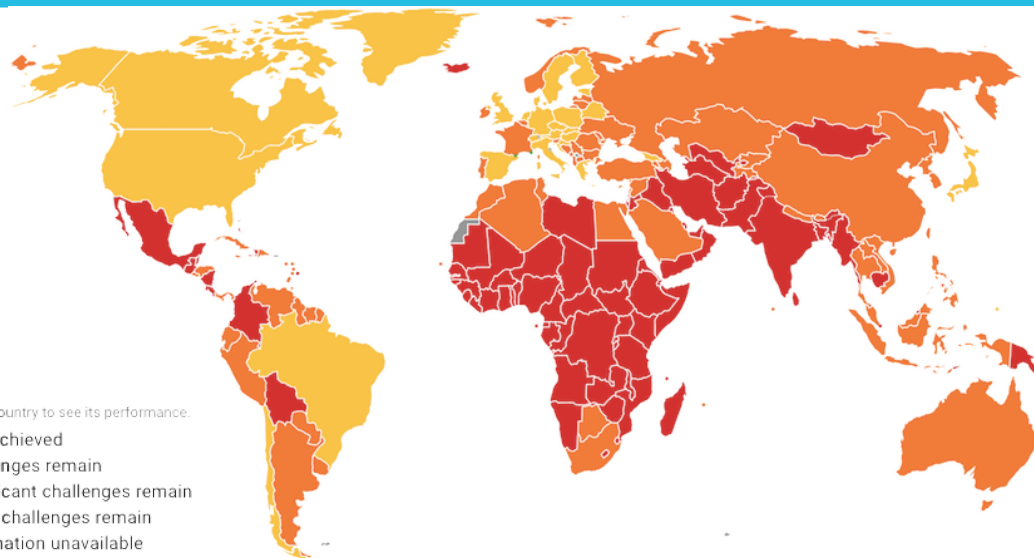 ountry to see its performance.
chieved
nges remain
cant challenges remain
challenges remain
nation unavailable